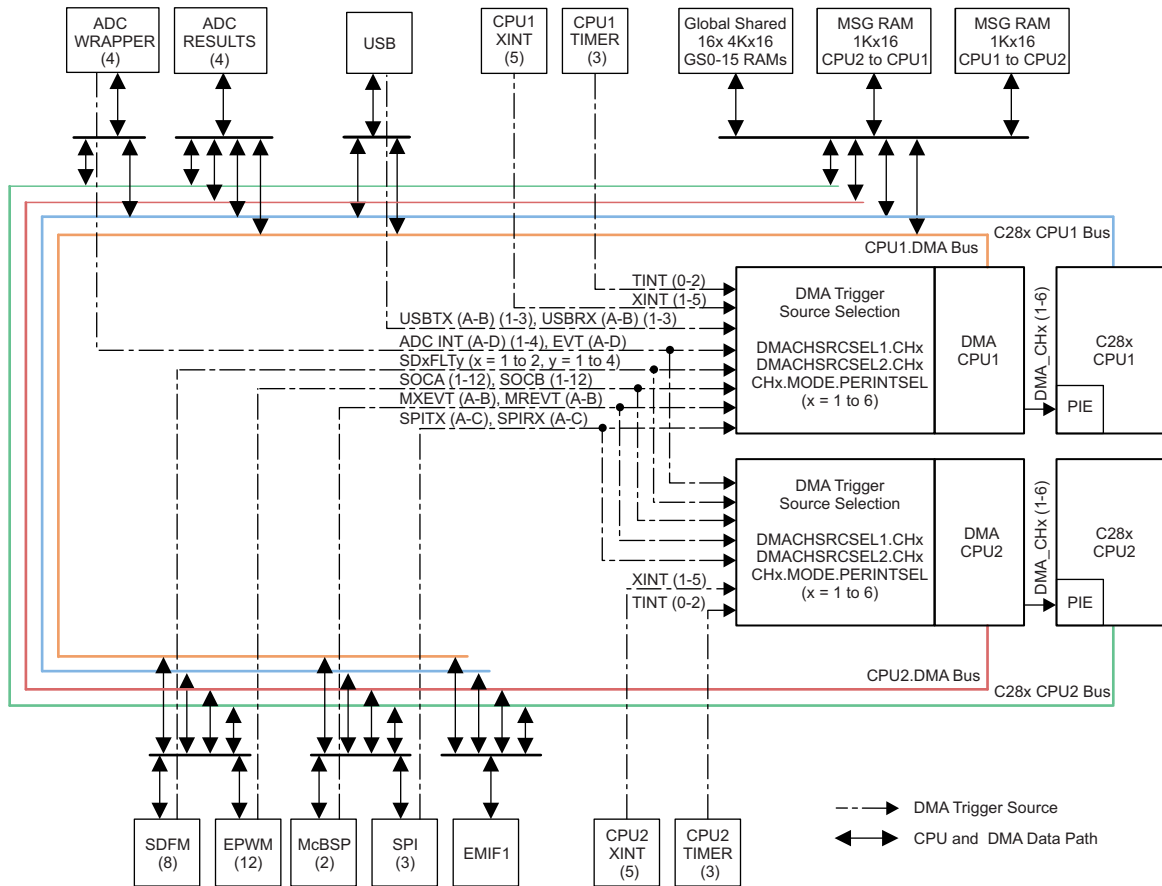 ADC
WRAPPER
(4)
ADC
RESULTS
(4)
USB
CPU1
XINT
(5)
CPU1
TIMER
(3)
Global Shared
16x 4Kx16
GS0-15 RAMs
MSG RAM
1Kx16
CPU2 to CPU1
MSG RAM
1Kx16
CPU1 to CPU2
C28x CPU1 Bus
CPU1.DMA Bus
TINT (0-2)
XINT (1-5)
USBTX (A-B) (1-3), USBRX (A-B) (1-3)
ADC INT (A-D) (1-4), EVT (A-D)
SDxFLTy (x = 1 to 2, y = 1 to 4)
SOCA (1-12), SOCB (1-12)
MXEVT (A-B), MREVT (A-B)
SPITX (A-C), SPIRX (A-C)
DMA Trigger
Source Selection
DMACHSRCSEL1.CHx
DMACHSRCSEL2.CHx
CHx.MODE.PERINTSEL
(x = 1 to 6)
DMA
CPU1
DMA_CHx (1-6)
C28x
CPU1
PIE
DMA Trigger
Source Selection
DMACHSRCSEL1.CHx
DMACHSRCSEL2.CHx
CHx.MODE.PERINTSEL
(x = 1 to 6)
DMA
CPU2
DMA_CHx (1-6)
C28x
CPU2
PIE
XINT (1-5)
TINT (0-2)
CPU2.DMA Bus
C28x CPU2 Bus
SDFM
(8)
EPWM
(12)
McBSP
(2)
SPI
(3)
EMIF1
CPU2
XINT
(5)
CPU2
TIMER
(3)
DMA Trigger Source
CPU and DMA Data Path